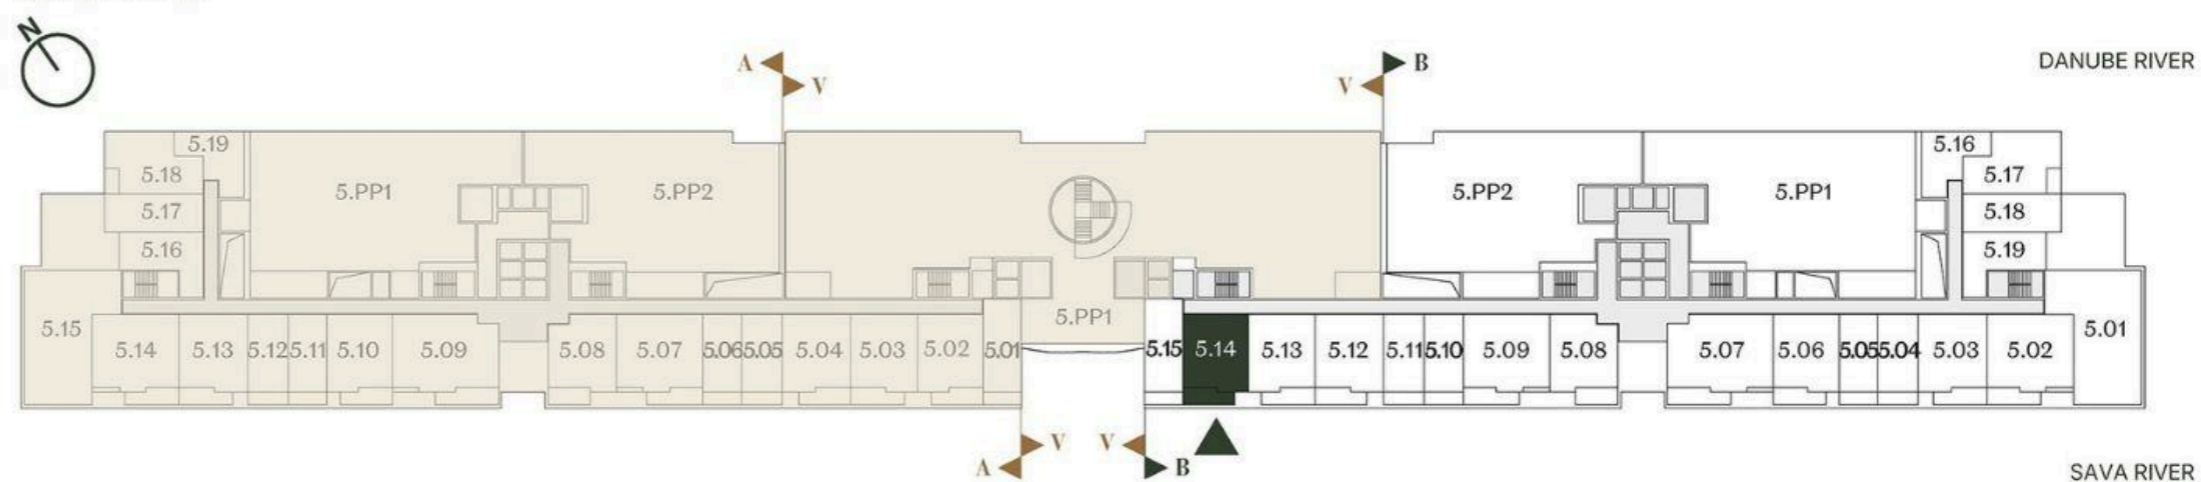 N
A V
V B
DANUBE RIVER
5.19
5.18
5.17
5.16
5.PP1
5.PP2
5.PP2
5.PP1
5.16
5.17
5.18
5.19
5.15
5.14 5.13 5.12 5.11 5.10 5.09 5.08 5.07 5.06 5.05 5.04 5.03 5.02 5.01
5.PP1
5.15 5.14 5.13 5.12 5.11 5.10 5.09 5.08 5.07 5.06 5.05 5.04 5.03 5.02
5.01
V V
A B
SAVA RIVER